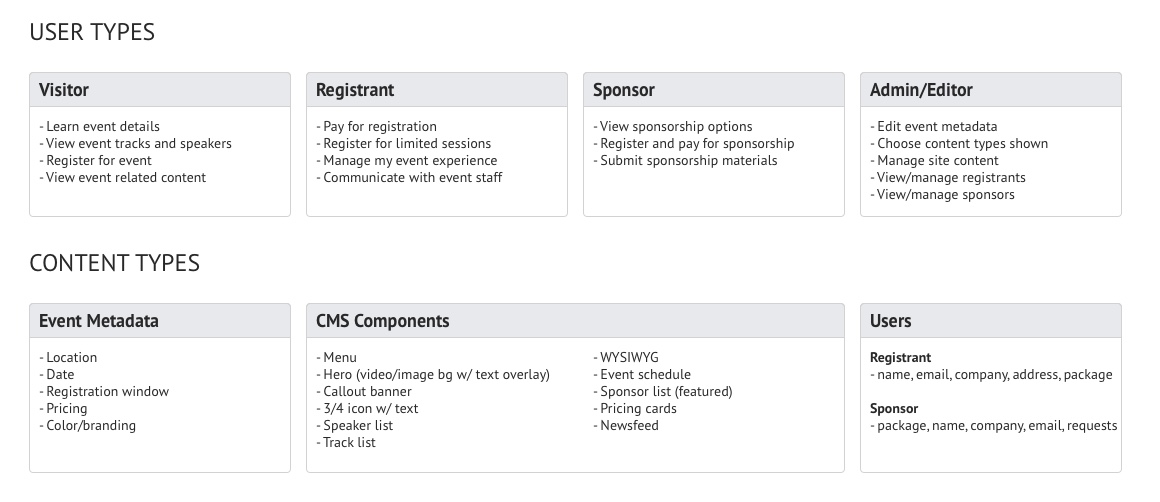 USER TYPES
Visitor
- Learn event details
- View event tracks and speakers
- Register for event
- View event related content
Registrant
- Pay for registration
- Register for limited sessions
- Manage my event experience
- Communicate with event staff
Sponsor
- View sponsorship options
- Register and pay for sponsorship
- Submit sponsorship materials
Admin/Editor
- Edit event metadata
- Choose content types shown
- Manage site content
- View/manage registrants
- View/manage sponsors
CONTENT TYPES
Event Metadata
- Location
- Date
- Registration window
- Pricing
- Color/branding
CMS Components
- Menu
- Hero (video/image bg w/ text overlay)
- Callout banner
- 3/4 icon w/ text
- Speaker list
- Track list
- WYSIWYG
- Event schedule
- Sponsor list (featured)
- Pricing cards
- Newsfeed
Users
Registrant
- name, email, company, address, package
Sponsor
- package, name, company, email, requests